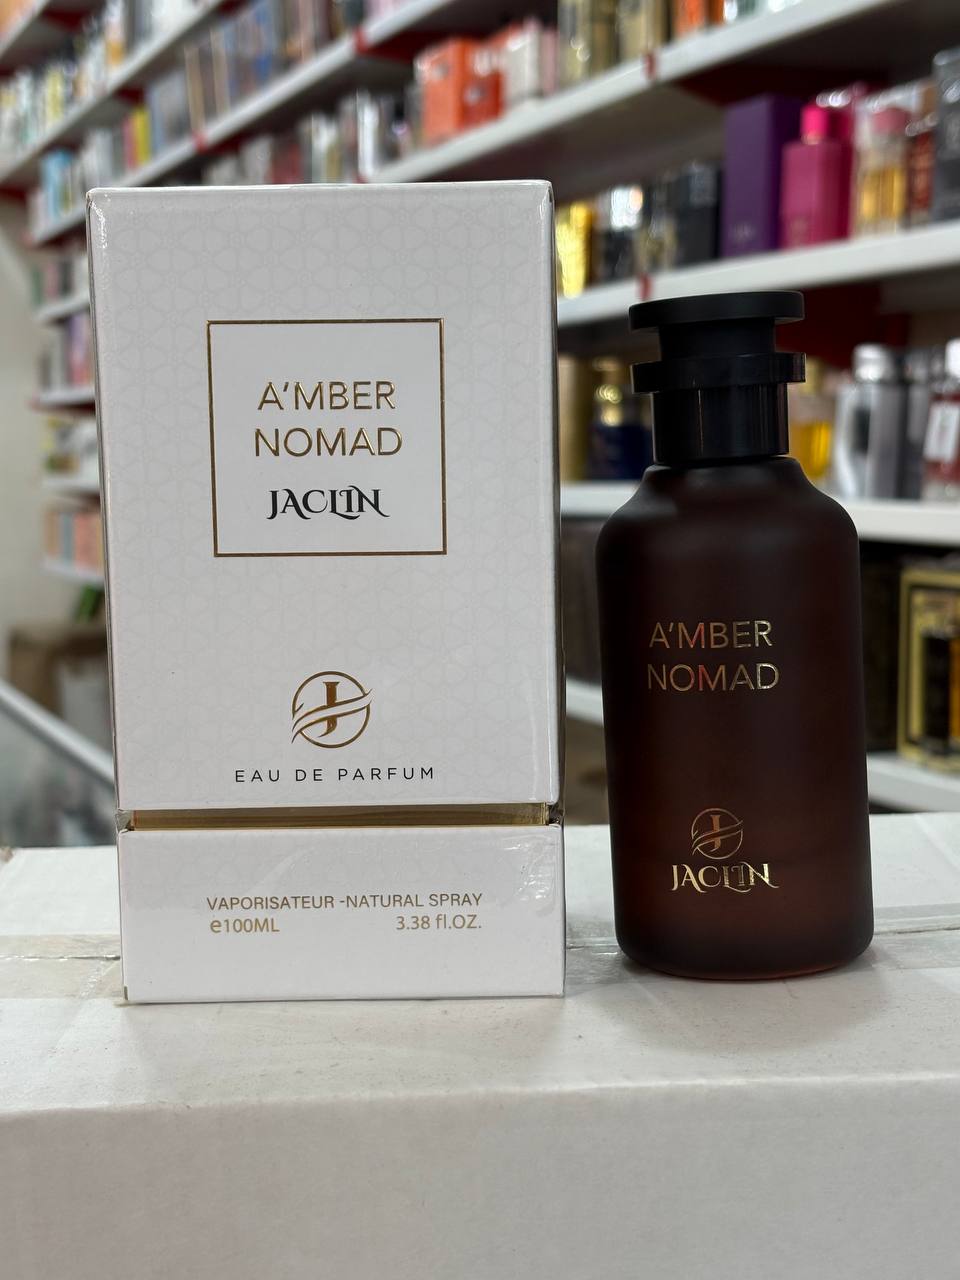 A'MBER
NOMAD
JACLIN
J
EAU DE PARFUM
VAPORISATEUR -NATURAL SPRAY
e100ML 3.38 fl.OZ.
A'MBER
NOMAD
J
JACLIN